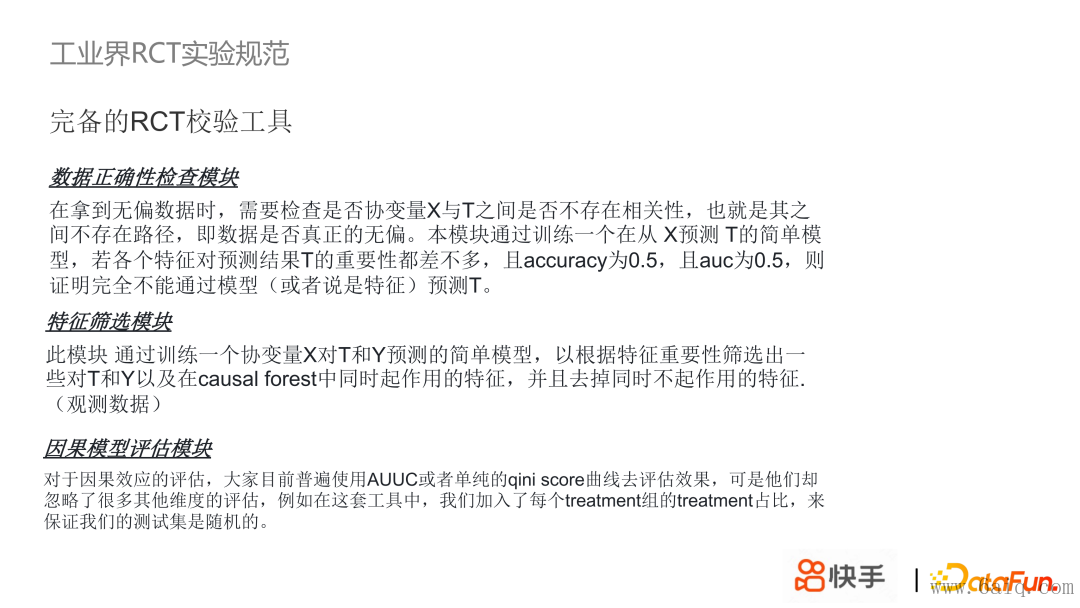 工业界RCT实验规范
完备的RCT校验工具
数据正确性检查模块
在拿到无偏数据时，需要检查是否协变量X与T之间是否不存在相关性，也就是其之
间不存在路径，即数据是否真正的无偏。本模块通过训练一个在从 X预测 T的简单模
型，若各个特征对预测结果T的重要性都差不多，且accuracy为0.5，且auc为0.5，则
证明完全不能通过模型（或者说是特征）预测T。
特征筛选模块
此模块 通过训练一个协变量X对T和Y预测的简单模型，以根据特征重要性筛选出一
些对T和Y以及在causal forest中同时起作用的特征，并且去掉同时不起作用的特征.
（观测数据）
因果模型评估模块
对于因果效应的评估，大家目前普遍使用AUUC或者单纯的qini score曲线去评估效果，可是他们却
忽略了很多其他维度的评估，例如在这套工具中，我们加入了每个treatment组的treatment占比，来
保证我们的测试集是随机的。
快手 | DataFun.
www.6aiq.com